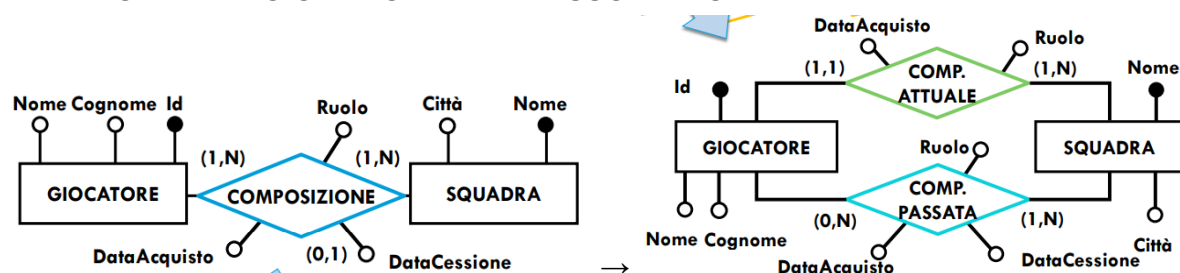 Nome Cognome Id
Ruolo
Città
Nome
(1,N)
(1,N)
GIOCATORE
COMPOSIZIONE
SQUADRA
DataAcquisto
(0,1)
DataCessione
→
DataAcquisto
Ruolo
(1,1)
COMP.
ATTUALE
(1,N)
Nome
Id
GIOCATORE
Ruolo
SQUADRA
COMP.
PASSATA
(0,N)
(1,N)
Nome Cognome
Città
DataAcquisto
DataCessione